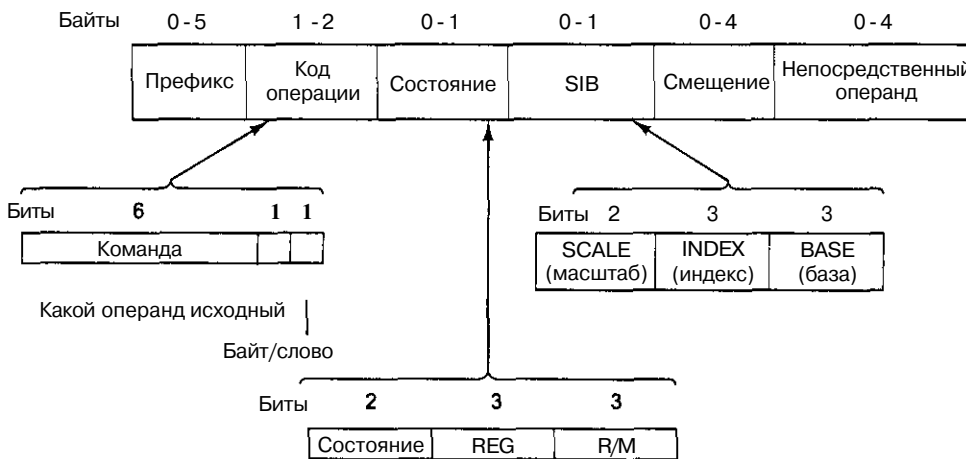 Байты 0-5 1-2 0-1 0-1 0-4 0-4
Префикс Код операции Состояние SIB Смещение Непосредственный операнд
Биты 6 1 1
Команда
Какой операнд исходный
Байт/слово
Биты 2 3 3
SCALE (масштаб) INDEX (индекс) BASE (база)
Биты 2 3 3
Состояние REG R/M